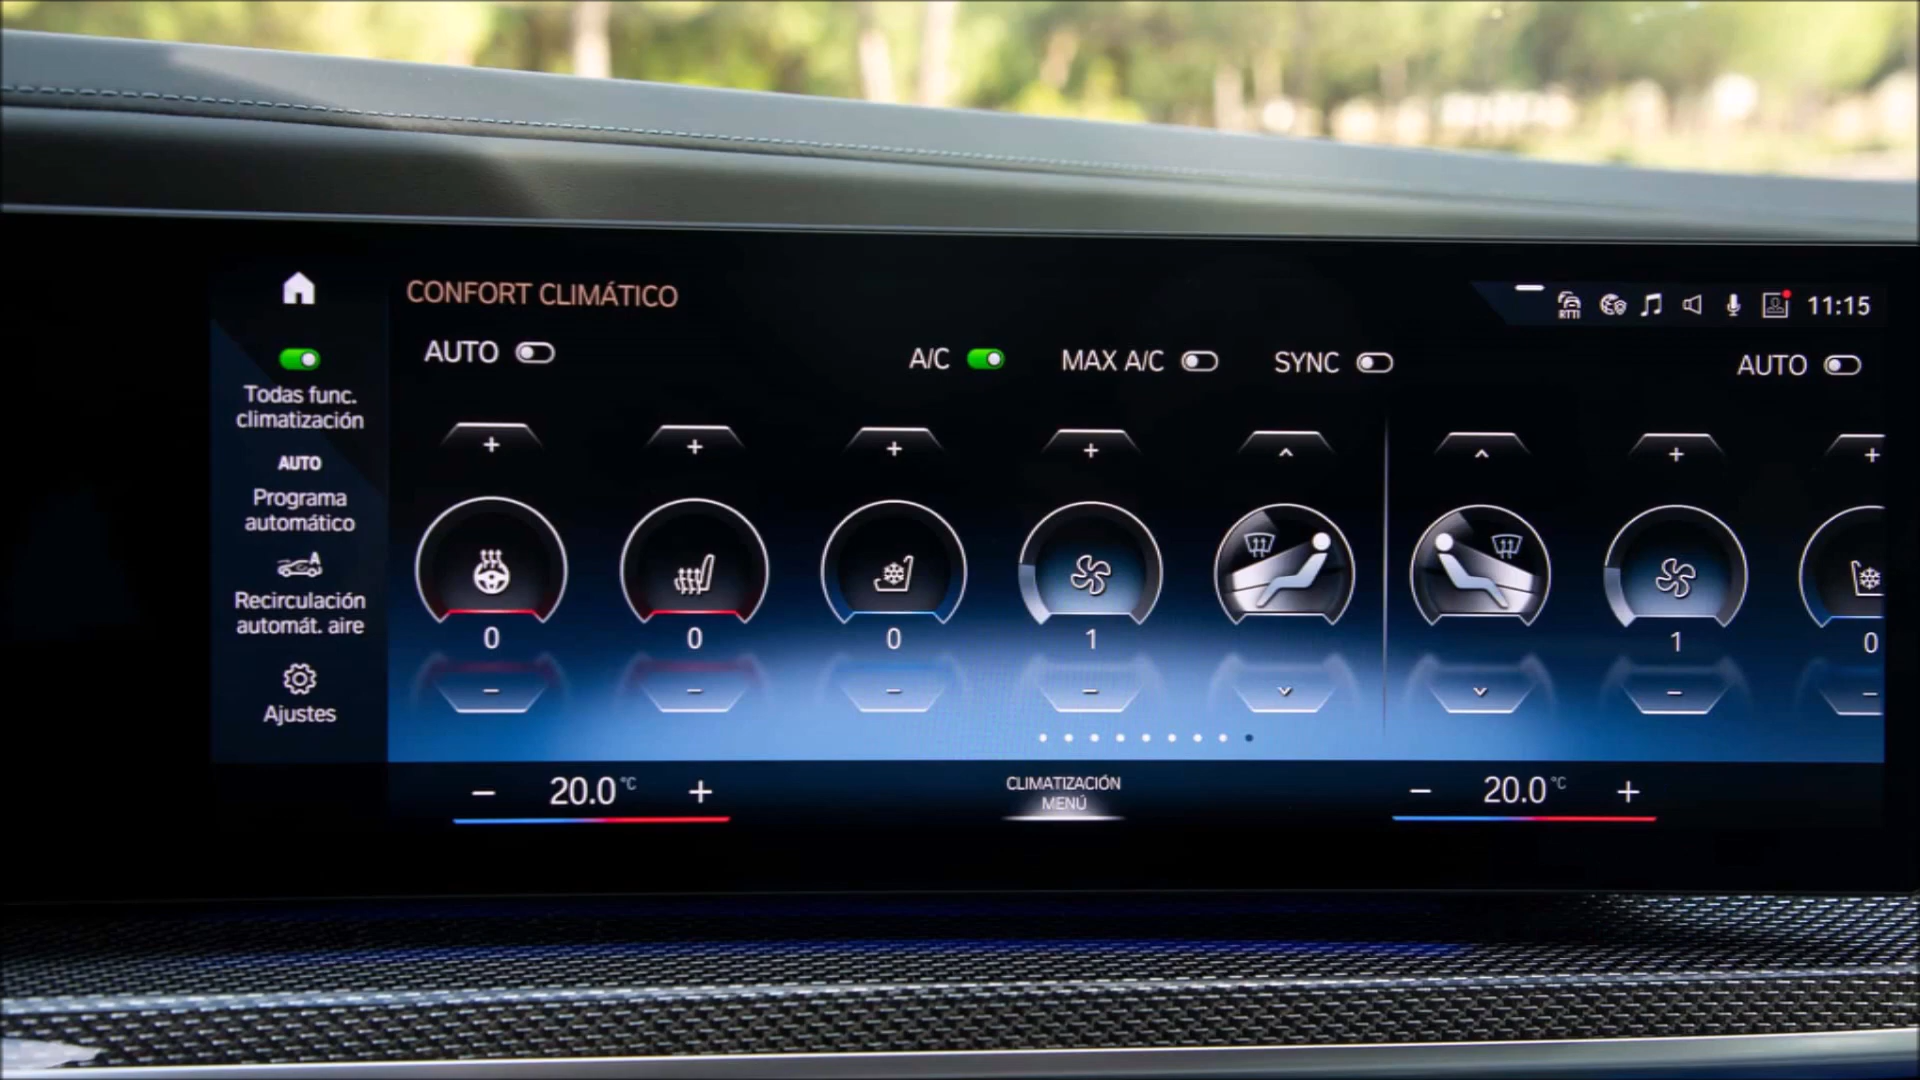 CONFORT CLIMÁTICO
RTTI
11:15
AUTO
A/C
MAX A/C
SYNC
AUTO
Todas func.
climatización
AUTO
Programa
automático
A
Recirculación
automát. aire
Ajustes
+ + + + + +
0 0 0 1 1 0
− − − − − −
− 20.0°C +
CLIMATIZACIÓN
MENÚ
− 20.0°C +